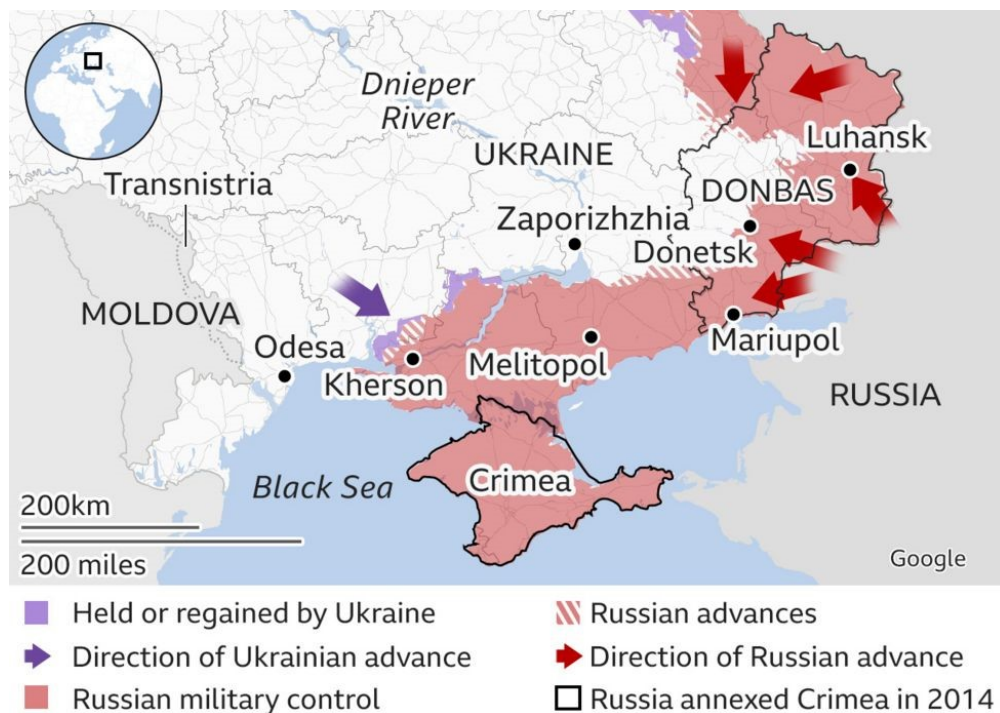 Dnieper
River
UKRAINE
Luhansk
Transnistria
DONBAS
Zaporizhzhia
Donetsk
MOLDOVA
Odesa
Mariupol
Kherson
Melitopol
RUSSIA
Black Sea
Crimea
200km
200 miles
Google
Held or regained by Ukraine
Russian advances
Direction of Ukrainian advance
Direction of Russian advance
Russian military control
Russia annexed Crimea in 2014